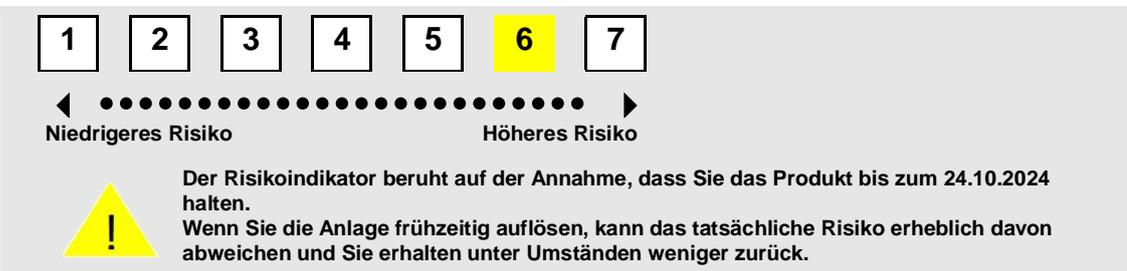 1 2 3 4 5 6 7
Niedrigeres Risiko Höheres Risiko
Der Risikoindikator beruht auf der Annahme, dass Sie das Produkt bis zum 24.10.2024
halten.
Wenn Sie die Anlage frühzeitig auflösen, kann das tatsächliche Risiko erheblich davon
abweichen und Sie erhalten unter Umständen weniger zurück.
!